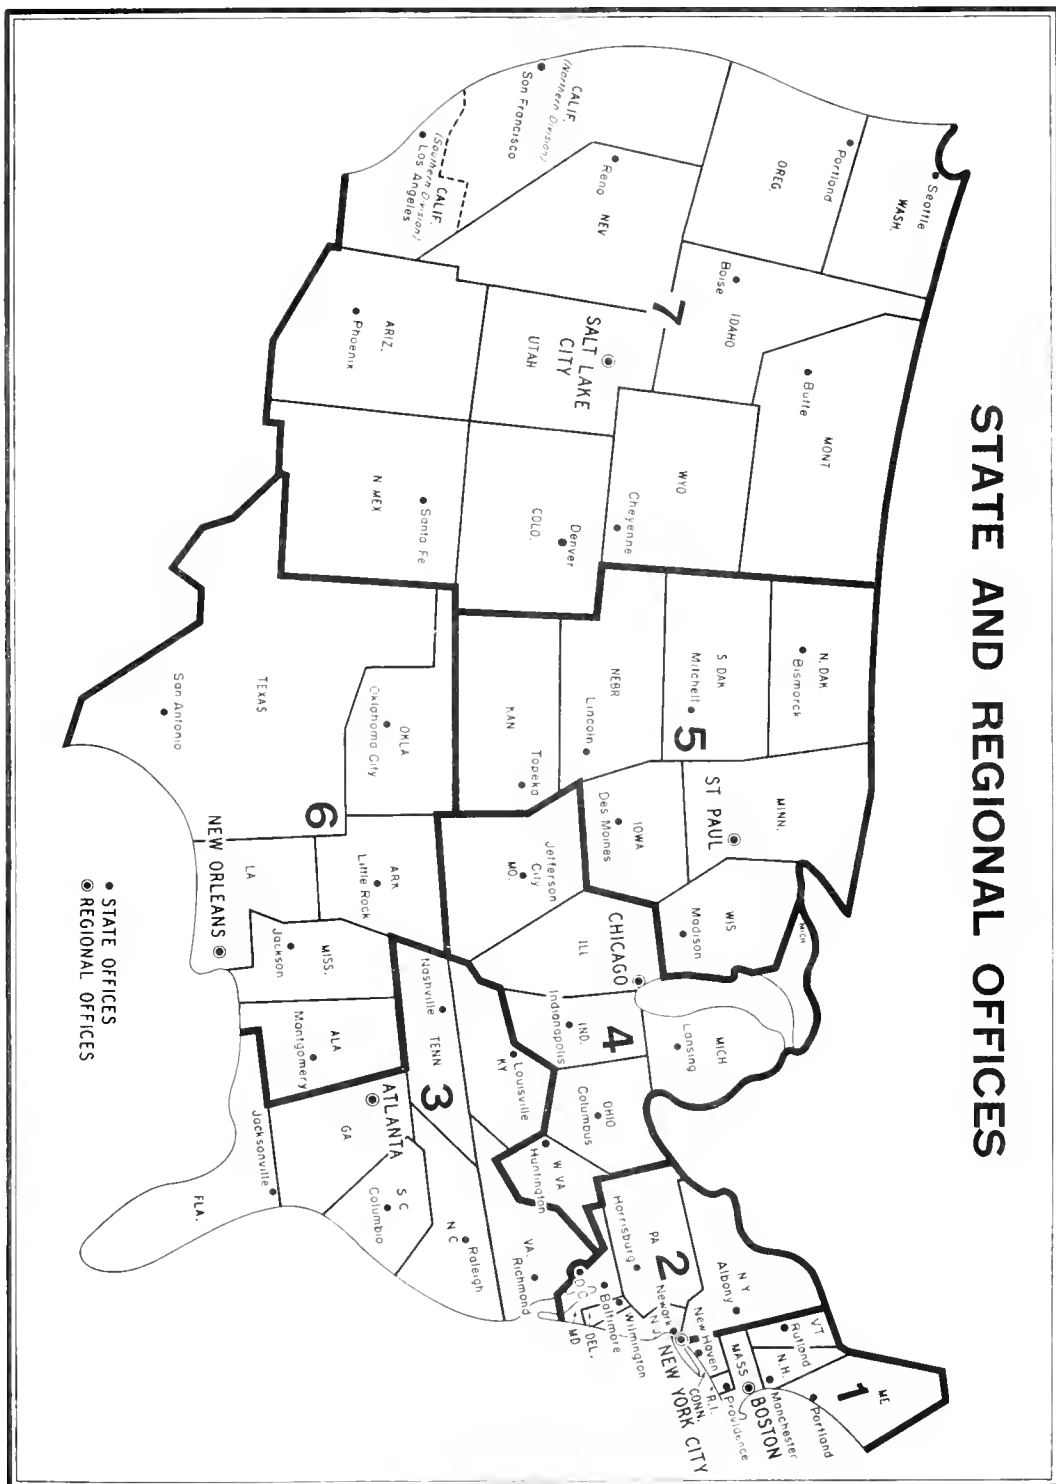 STATE AND REGIONAL OFFICES
Seattle
WASH.
Portland
OREG.
CALIF.
(Northern Division)
San Francisco
CALIF.
(Southern Division)
Los Angeles
Reno
NEV
Boise
IDAHO
7
SALT LAKE
CITY
UTAH
ARIZ.
Phoenix
Butte
MONT
WYO
Cheyenne
Denver
COLO.
N MEX
Santa Fe
N. DAK
Bismarck
S DAK
Mitchell
5
NEBR
Lincoln
KAN
Topeka
MINN.
ST PAUL
IOWA
Des Moines
WIS
Madison
MICH
MICH
Lansing
Jefferson
City
MO.
ILL
CHICAGO
IND.
Indianapolis
4
OHIO
Columbus
TEXAS
San Antonio
OKLA
Oklahoma City
6
ARK
Little Rock
LA
NEW ORLEANS
MISS.
Jackson
ALA
Montgomery
Nashville
TENN
3
KY
Louisville
W VA
Huntington
VA.
Richmond
N C
Raleigh
S C
Columbia
ATLANTA
GA
Jacksonville
FLA.
PA
Harrisburg
2
N Y
Albany
Newark
N J
NEW YORK CITY
New Haven
CONN.
R.I.
Providence
MASS
BOSTON
VT
Rutland
N.H.
Manchester
1
ME
Portland
Wilmington
DEL.
Baltimore
MD
D.C.
STATE OFFICES
REGIONAL OFFICES